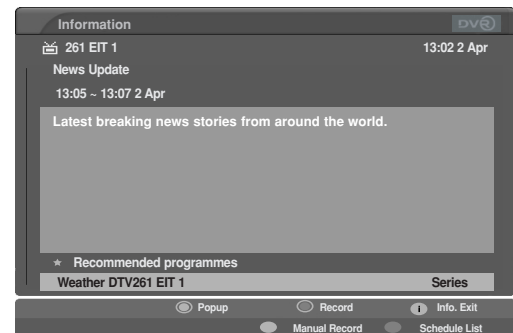 Information DVR
261 EIT 1 13:02 2 Apr
News Update
13:05 ~ 13:07 2 Apr
Latest breaking news stories from around the world.
★ Recommended programmes
Weather DTV261 EIT 1 Series
Popup Record i Info. Exit
Manual Record Schedule List